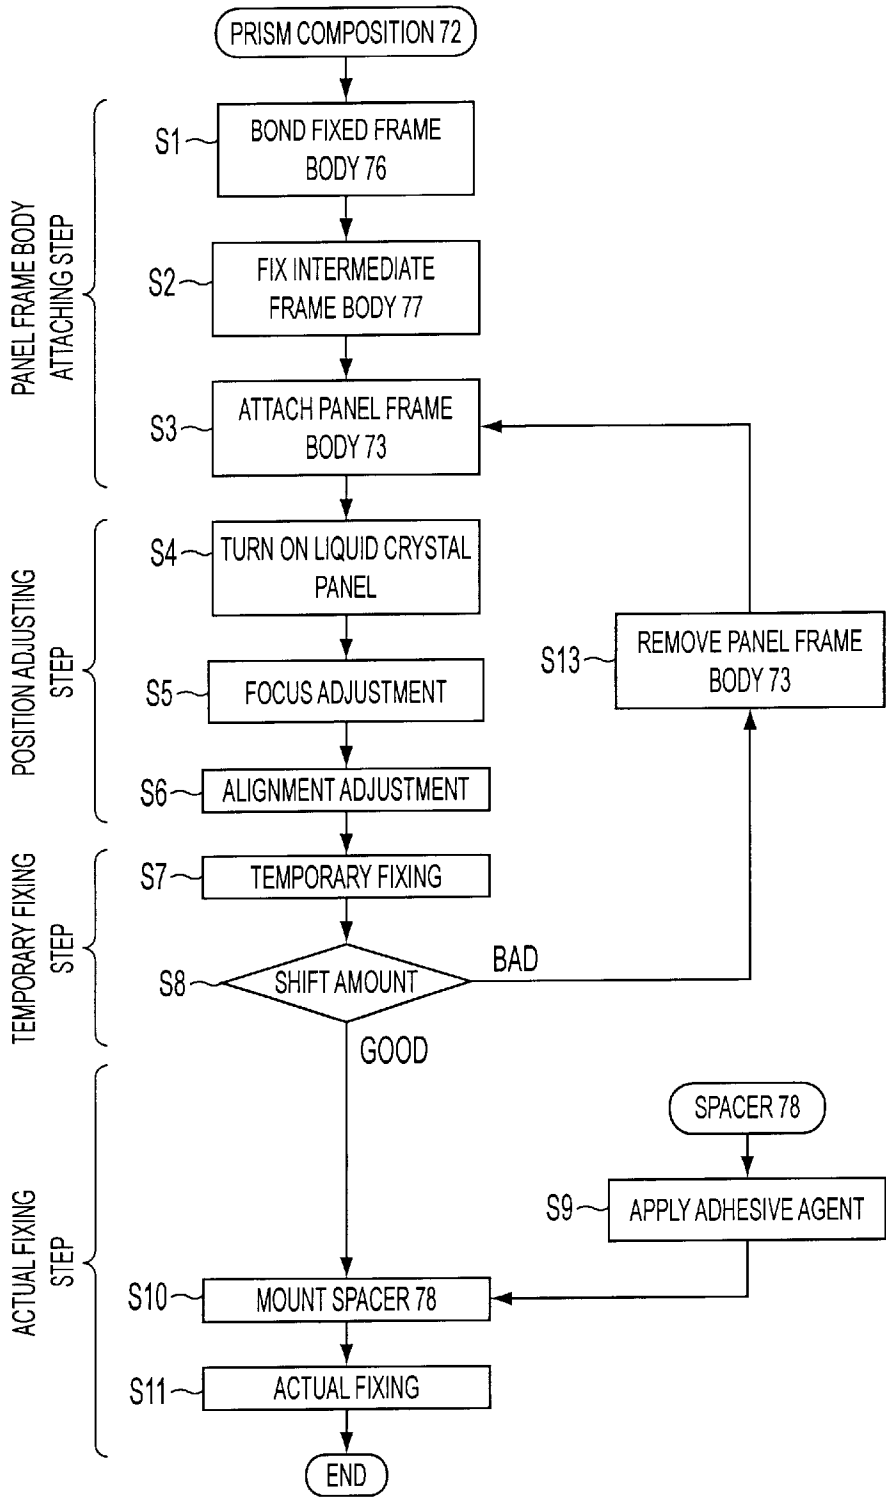 PRISM COMPOSITION 72
PANEL FRAME BODY
ATTACHING STEP
S1
BOND FIXED FRAME
BODY 76
S2
FIX INTERMEDIATE
FRAME BODY 77
S3
ATTACH PANEL FRAME
BODY 73
POSITION ADJUSTING
STEP
S4
TURN ON LIQUID CRYSTAL
PANEL
S13
REMOVE PANEL FRAME
BODY 73
S5
FOCUS ADJUSTMENT
S6
ALIGNMENT ADJUSTMENT
TEMPORARY FIXING
STEP
S7
TEMPORARY FIXING
S8
SHIFT AMOUNT
BAD
GOOD
ACTUAL FIXING
STEP
SPACER 78
S9
APPLY ADHESIVE AGENT
S10
MOUNT SPACER 78
S11
ACTUAL FIXING
END